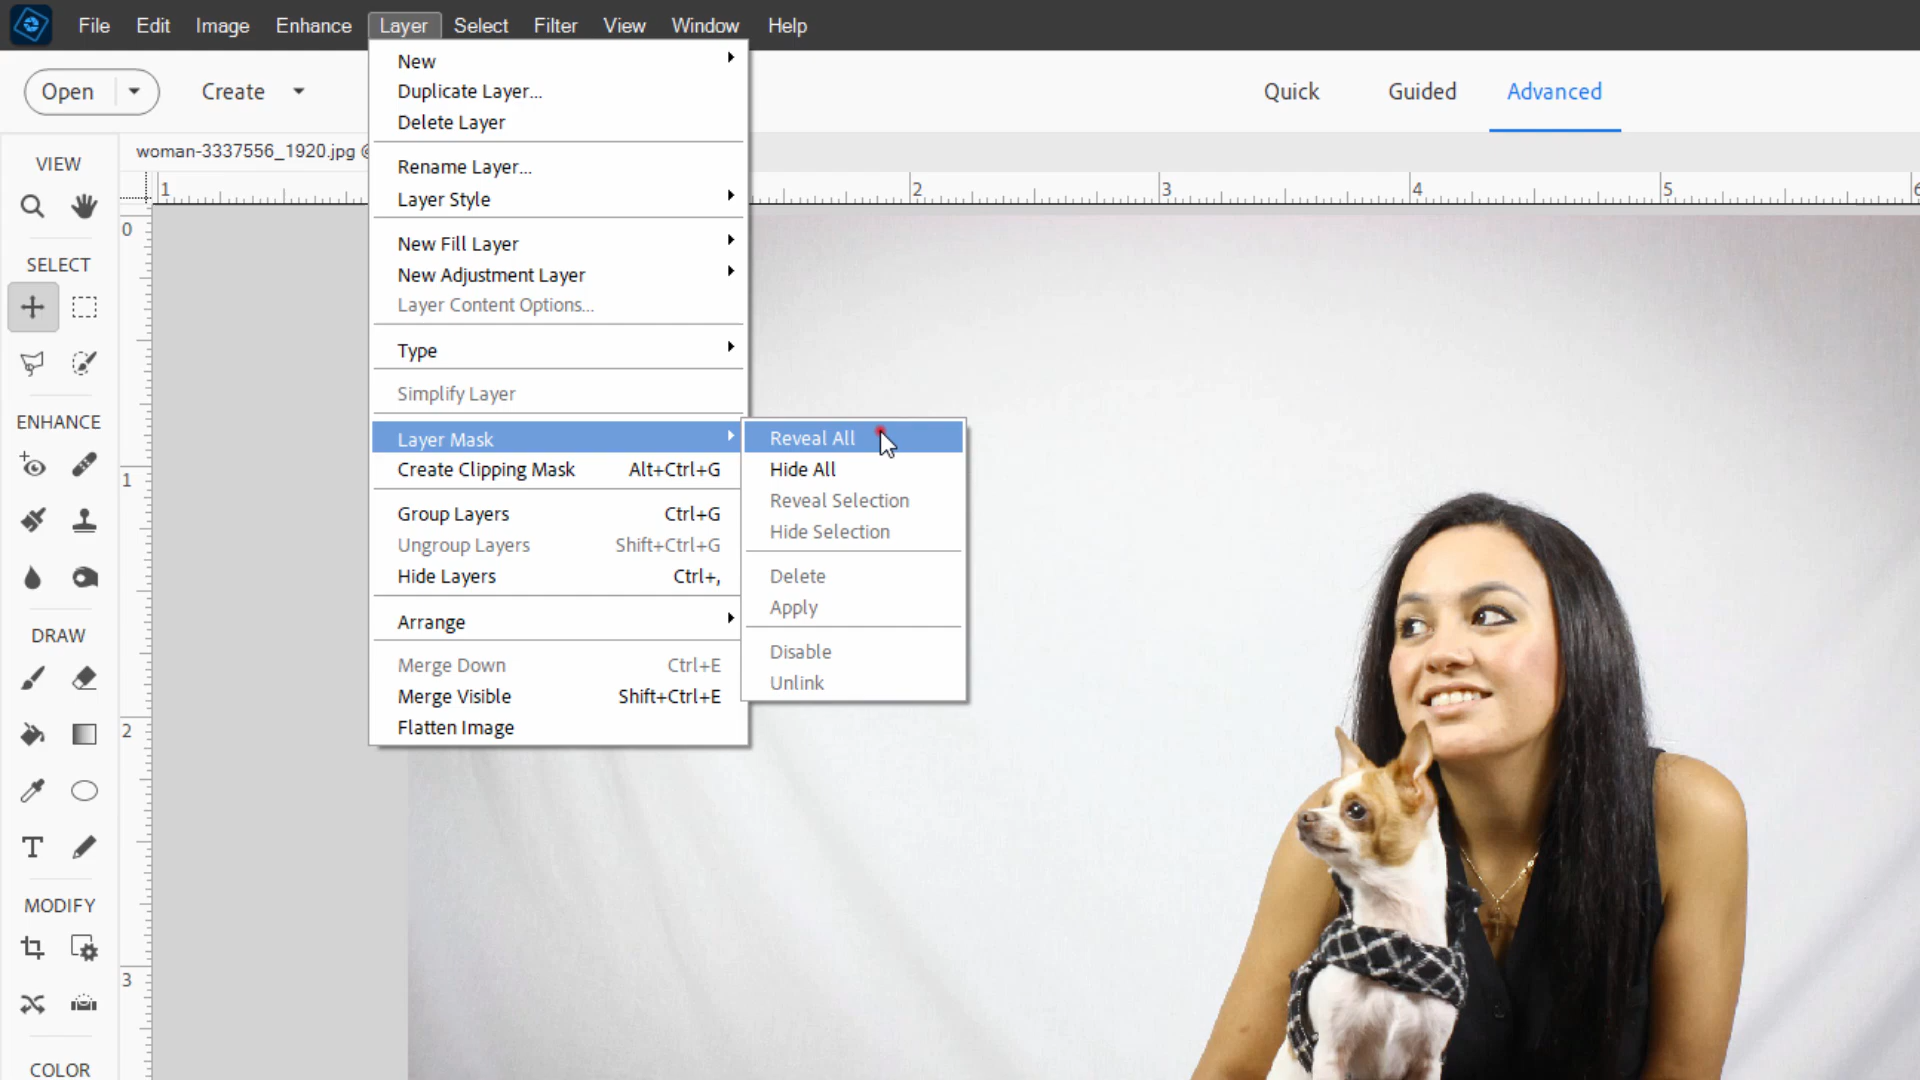 File Edit Image Enhance Layer Select Filter View Window Help
Open Create Quick Guided Advanced
woman-3337556_1920.jpg @
1 2 3 4 5 6
VIEW
SELECT
ENHANCE
DRAW
T
MODIFY
COLOR
0
1
2
3
New
Duplicate Layer...
Delete Layer
Rename Layer...
Layer Style
New Fill Layer
New Adjustment Layer
Layer Content Options...
Type
Simplify Layer
Layer Mask
Create Clipping Mask Alt+Ctrl+G
Group Layers Ctrl+G
Ungroup Layers Shift+Ctrl+G
Hide Layers Ctrl+,
Arrange
Merge Down Ctrl+E
Merge Visible Shift+Ctrl+E
Flatten Image
Reveal All
Hide All
Reveal Selection
Hide Selection
Delete
Apply
Disable
Unlink